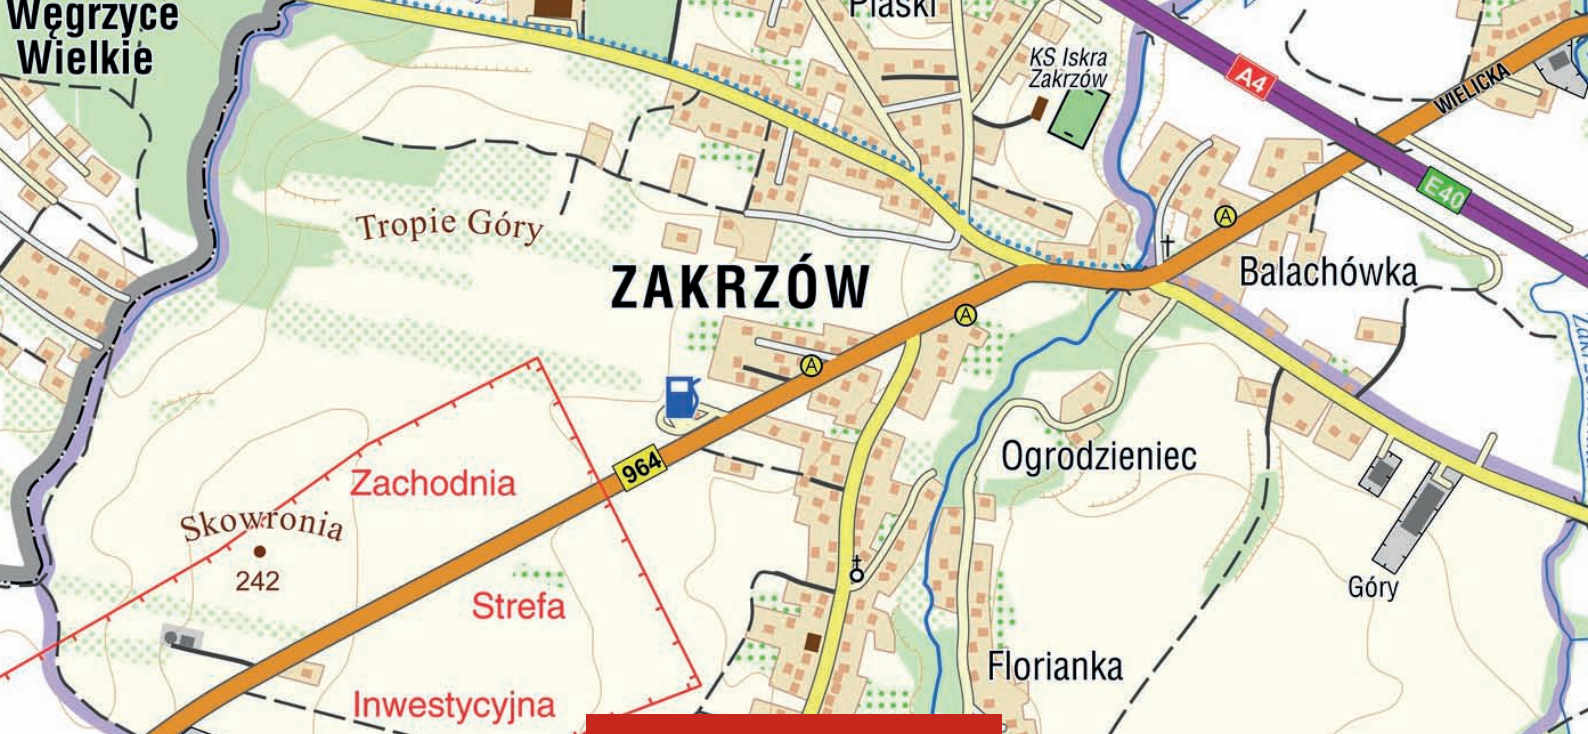 Węgrzyce
Wielkie
Piaski
KS Iskra
Zakrzów
A4
WIELICKA
E40
Tropie Góry
A
ZAKRZÓW
Balachówka
A
A
964
Zachodnia
Ogrodzieniec
Skowronia
242
Góry
Strefa
Florianka
Inwestycyjna